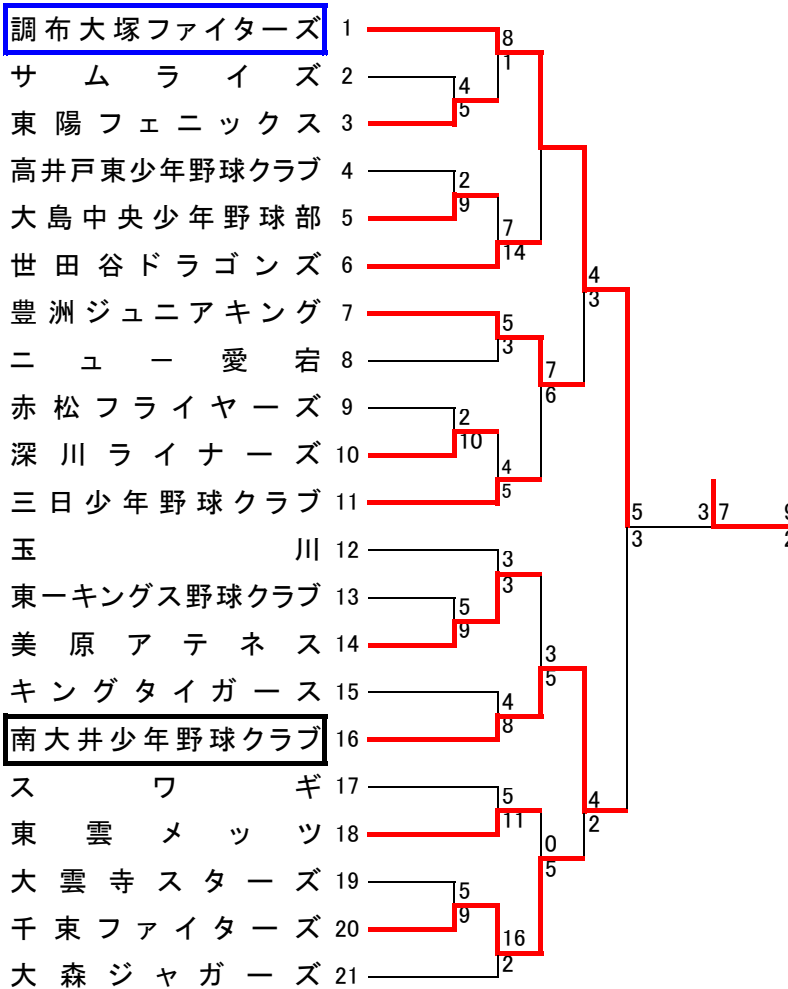 調布大塚ファイターズ 1
8
サムライズ 2
1
4
東陽フェニックス 3
5
高井戸東少年野球クラブ 4
2
大島中央少年野球部 5
9
7
世田谷ドラゴンズ 6
14
4
豊洲ジュニアキング 7
3
5
ニュー愛宕 8
3
7
6
赤松フライヤーズ 9
2
深川ライナーズ 10
10
4
三日少年野球クラブ 11
5
5 3 7 9
3 2
玉川 12
3
東一キングス野球クラブ 13
3
5
美原アテネス 14
9
3
キングタイガース 15
5
4
南大井少年野球クラブ 16
8
スワギ 17
5
4
東雲メッツ 18
11
2
0
大雲寺スターズ 19
5
5
千束ファイターズ 20
9
16
大森ジャガーズ 21
2